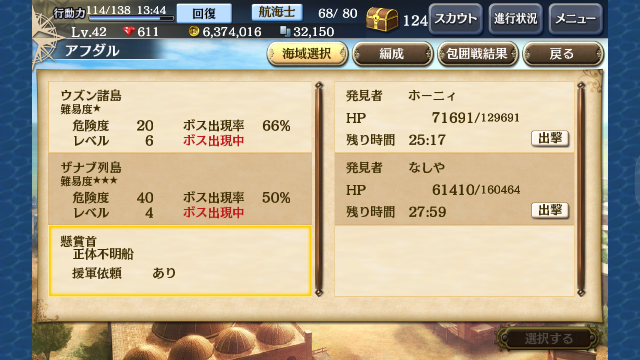 行動力 114/138 13:44 回復 航海士 68/ 80 124 スカウト 進行状況 メニュー
Lv.42 611 6,374,016 32,150
アフダル 海域選択 編成 包囲戦結果 戻る
ウズン諸島
難易度★
危険度 20 ボス出現率 66%
レベル 6 ボス出現中
ザナブ列島
難易度★★★
危険度 40 ボス出現率 50%
レベル 4 ボス出現中
懸賞首
正体不明船
援軍依頼 あり
発見者 ホーニィ
HP 71691/129691
残り時間 25:17 出撃
発見者 なしや
HP 61410/160464
残り時間 27:59 出撃
選択する